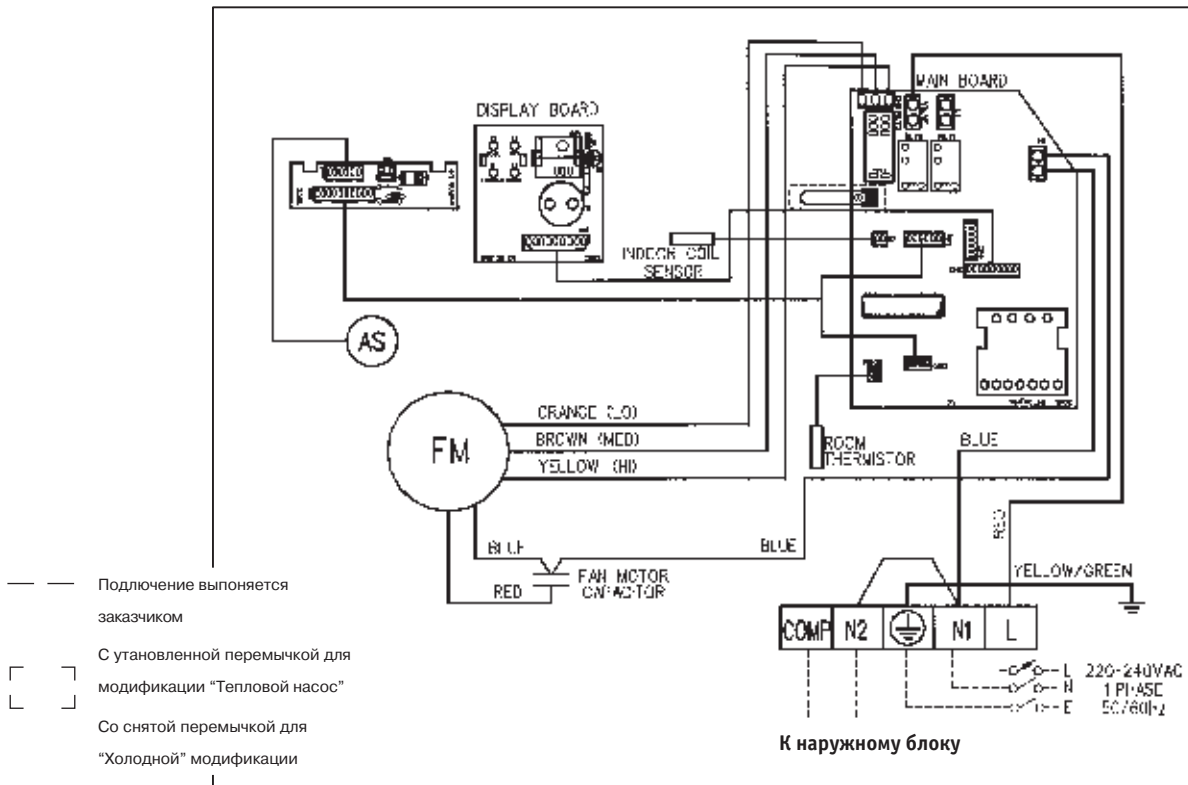 MAIN BOARD
DISPLAY BOARD
INDOOR COIL
SENSOR
AS
FM
ORANGE (LO)
BROWN (MED)
YELLOW (HI)
ROOM
THERMISTOR
BLUE
RED
BLUE
BLUE
RED
FAN MOTOR
CAPACTOR
YELLOW/GREEN
COMP N2 N1 L
L 220-240VAC
N 1 PHASE
E 50/60Hz
К наружному блоку
Подлючение выпоняется
заказчиком
С утановленной перемычкой для
модификации “Тепловой насос”
Со снятой перемычкой для
“Холодной” модификации